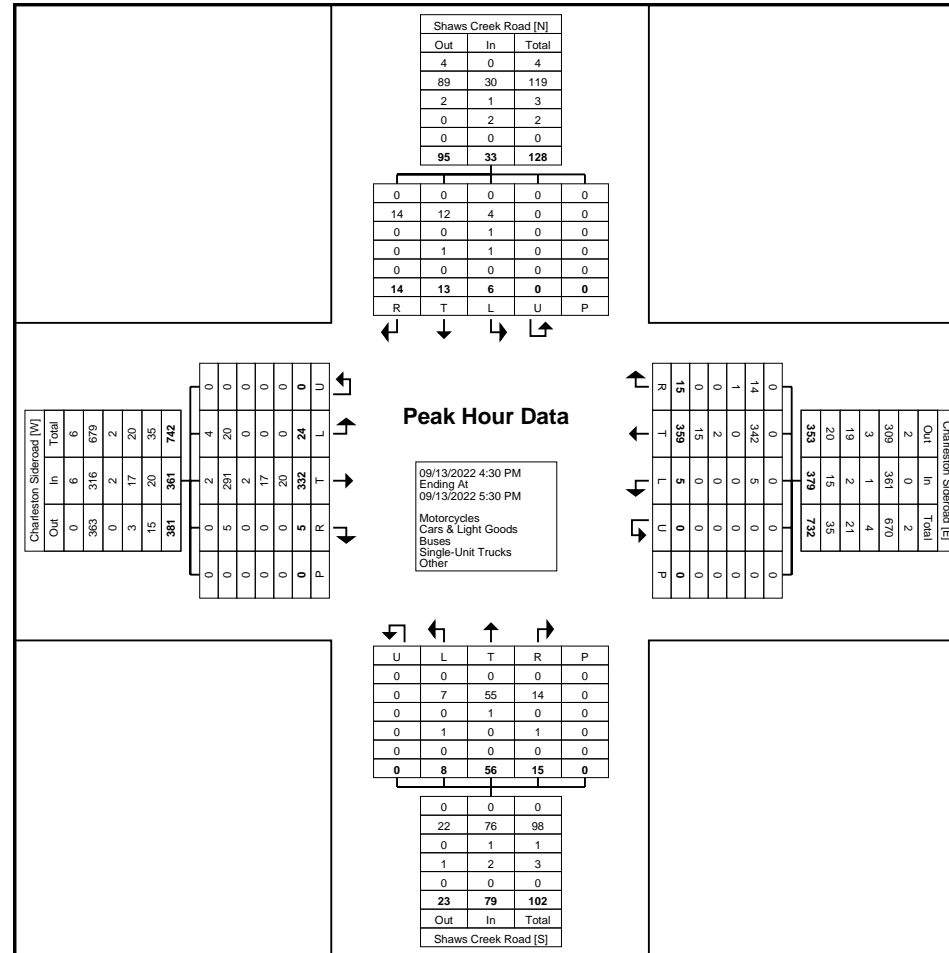 Shaws Creek Road [N]
Out In Total
4 0 4
89 30 119
2 1 3
0 2 2
0 0 0
95 33 128
0 0 0 0 0
14 12 4 0 0
0 0 1 0 0
0 1 1 0 0
0 0 0 0 0
14 13 6 0 0
R T L U P
Charleston Sideroad [W]
Out In Total
0 6 6
363 316 679
0 2 2
3 17 20
15 20 35
381 361 742
0 4 2 0 0
0 20 291 5 0
0 0 2 0 0
0 0 17 0 0
0 0 20 0 0
0 24 332 5 0
U L T R P
Peak Hour Data
09/13/2022 4:30 PM
Ending At
09/13/2022 5:30 PM
Motorcycles
Cars & Light Goods
Buses
Single-Unit Trucks
Other
Charleston Sideroad [E]
Out In Total
2 0 2
309 361 670
3 1 4
19 2 21
20 15 35
353 379 732
0 0 0 0 0
14 342 5 0 0
1 0 0 0 0
0 2 0 0 0
0 15 0 0 0
15 359 5 0 0
R T L U P
U L T R P
0 0 0 0 0
0 7 55 14 0
0 0 1 0 0
0 1 0 1 0
0 0 0 0 0
0 8 56 15 0
0 0 0
22 76 98
0 1 1
1 2 3
0 0 0
23 79 102
Out In Total
Shaws Creek Road [S]